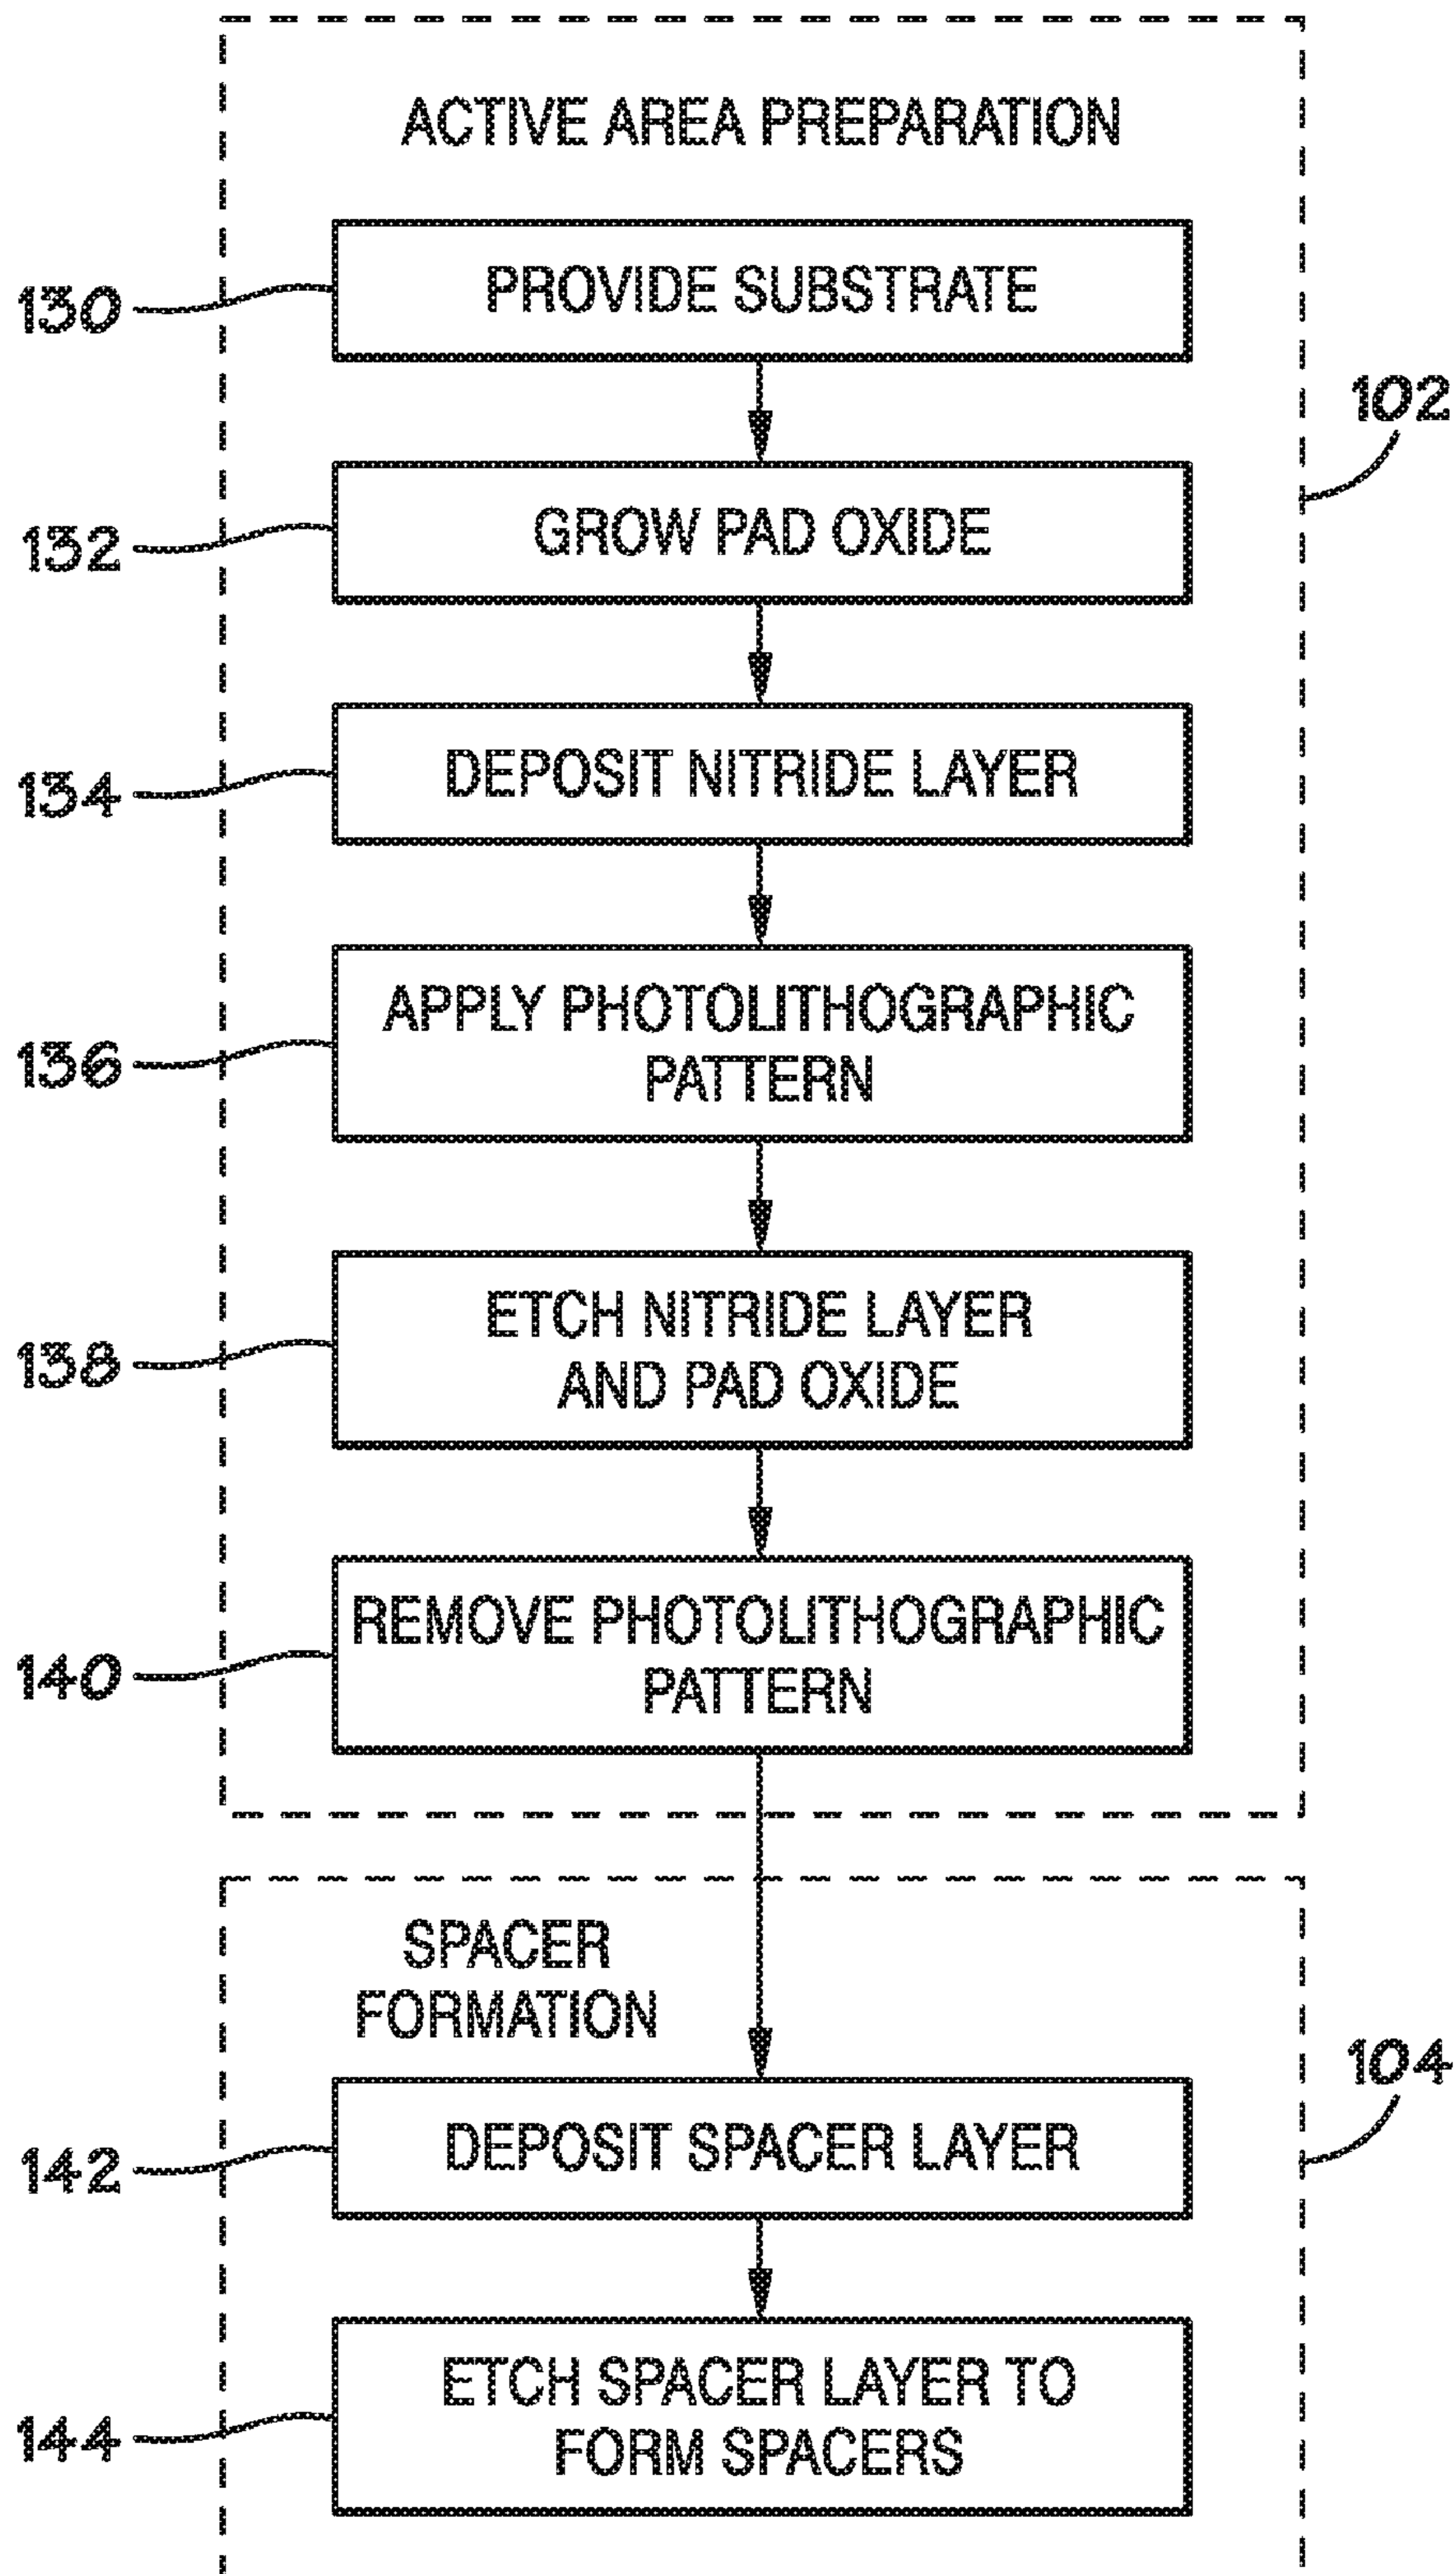 ACTIVE AREA PREPARATION
130
PROVIDE SUBSTRATE
102
132
GROW PAD OXIDE
134
DEPOSIT NITRIDE LAYER
136
APPLY PHOTOLITHOGRAPHIC
PATTERN
138
ETCH NITRIDE LAYER
AND PAD OXIDE
140
REMOVE PHOTOLITHOGRAPHIC
PATTERN
SPACER
FORMATION
104
142
DEPOSIT SPACER LAYER
144
ETCH SPACER LAYER TO
FORM SPACERS